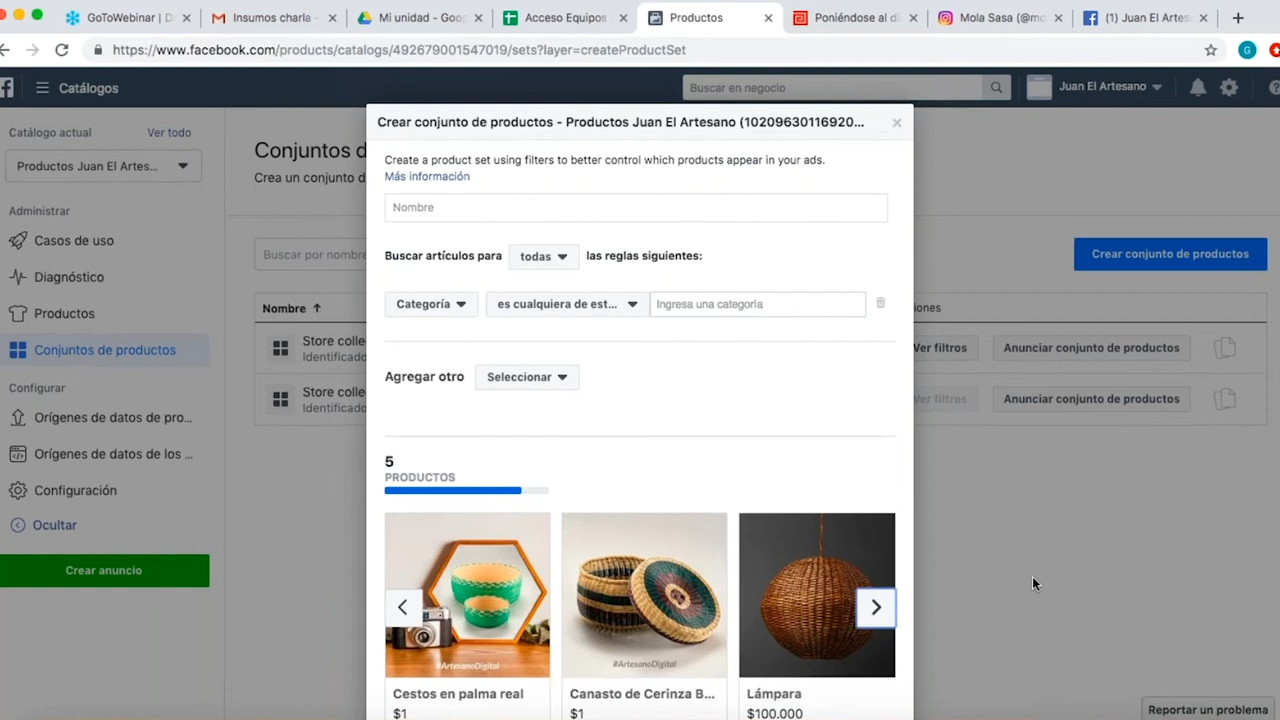 GoToWebinar | D
Insumos charla -
Mi unidad - Goo
Acceso Equipos
Productos
Poniéndose al d
Mola Sasa (@mo
(1) Juan El Artes
https://www.facebook.com/products/catalogs/492679001547019/sets?layer=createProductSet
G
Catálogos
Buscar en negocio
Juan El Artesano
Catálogo actual
Ver todo
Productos Juan El Artes...
Administrar
Casos de uso
Diagnóstico
Productos
Conjuntos de productos
Configurar
Orígenes de datos de pro...
Orígenes de datos de los ...
Configuración
Ocultar
Crear anuncio
Conjuntos d
Crea un conjunto d
Buscar por nombre
Crear conjunto de productos
Nombre
iones
Store colle
Identificado
Ver filtros
Anunciar conjunto de productos
Store colle
Identificado
Ver filtros
Anunciar conjunto de productos
Crear conjunto de productos - Productos Juan El Artesano (10209630116920...
Create a product set using filters to better control which products appear in your ads.
Más información
Nombre
Buscar artículos para todas las reglas siguientes:
Categoría es cualquiera de est... Ingresa una categoría
Agregar otro Seleccionar
5
PRODUCTOS
#ArtesanoDigital
#ArtesanoDigital
Cestos en palma real
$1
Canasto de Cerinza B...
$1
Lámpara
$100.000
Reportar un problema